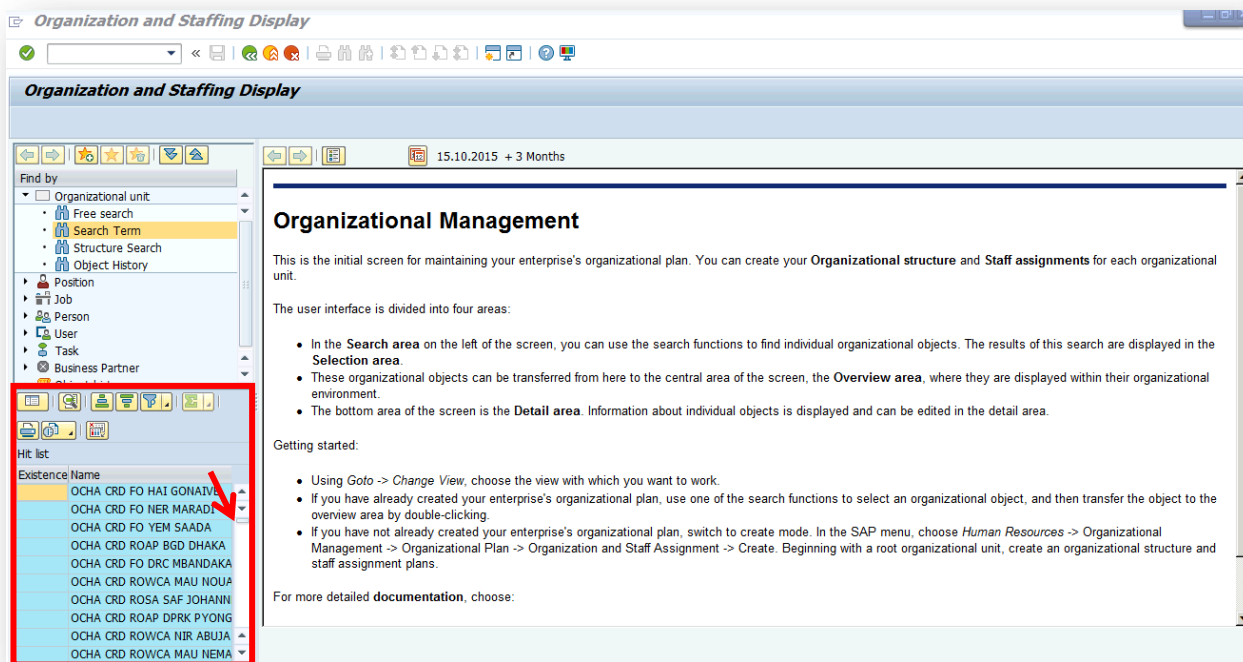 Organization and Staffing Display
Organization and Staffing Display
15.10.2015 + 3 Months
Find by
Organizational unit
Free search
Search Term
Structure Search
Object History
Position
Job
Person
User
Task
Business Partner
Hit list
Existence Name
OCHA CRD FO HAI GONAIVE
OCHA CRD FO NER MARADI
OCHA CRD FO YEM SAADA
OCHA CRD ROAP BGD DHAKA
OCHA CRD FO DRC MBANDAKA
OCHA CRD ROWCA MAU NOUA
OCHA CRD ROSA SAF JOHANN
OCHA CRD ROAP DPRK PYONG
OCHA CRD ROWCA NIR ABUJA
OCHA CRD ROWCA MAU NEMA
Organizational Management
This is the initial screen for maintaining your enterprise's organizational plan. You can create your Organizational structure and Staff assignments for each organizational
unit.
The user interface is divided into four areas:
In the Search area on the left of the screen, you can use the search functions to find individual organizational objects. The results of this search are displayed in the
Selection area.
These organizational objects can be transferred from here to the central area of the screen, the Overview area, where they are displayed within their organizational
environment.
The bottom area of the screen is the Detail area. Information about individual objects is displayed and can be edited in the detail area.
Getting started:
Using Goto -> Change View, choose the view with which you want to work.
If you have already created your enterprise's organizational plan, use one of the search functions to select an organizational object, and then transfer the object to the
overview area by double-clicking.
If you have not already created your enterprise's organizational plan, switch to create mode. In the SAP menu, choose Human Resources -> Organizational
Management -> Organizational Plan -> Organization and Staff Assignment -> Create. Beginning with a root organizational unit, create an organizational structure and
staff assignment plans.
For more detailed documentation, choose: